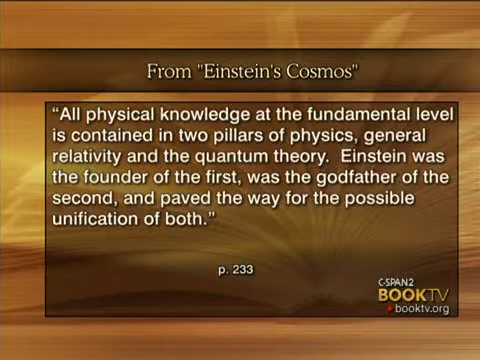 From "Einstein's Cosmos"
“All physical knowledge at the fundamental level
is contained in two pillars of physics, general
relativity and the quantum theory.  Einstein was
the founder of the first, was the godfather of the
second, and paved the way for the possible
unification of both.”
p. 233
C-SPAN2
BOOKTV
booktv.org